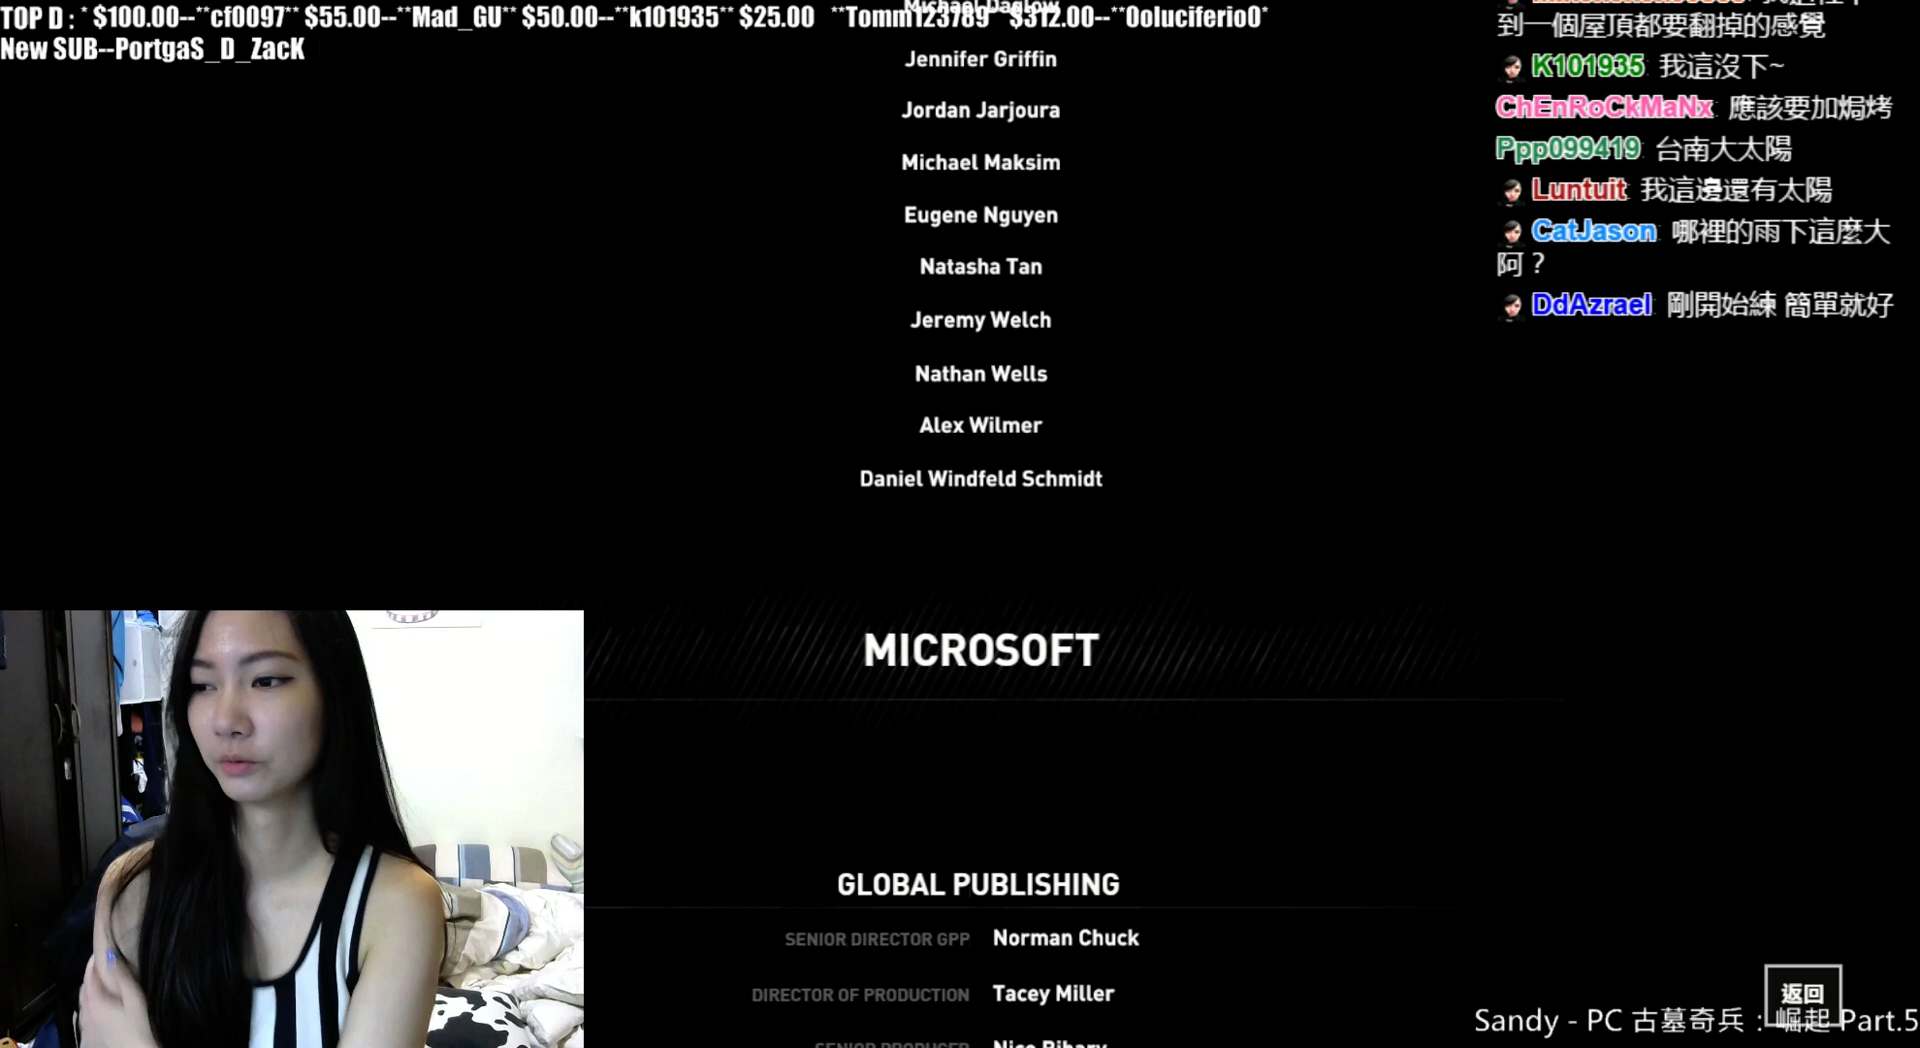 TOP D : * $100.00--**cf0097** $55.00--**Mad_GU** $50.00--**k101935** $25.00 **Tomm123789** $312.00--**Ooluciferio0*
New SUB--PortgaS_D_ZacK
Michael Daglow
Jennifer Griffin
Jordan Jarjoura
Michael Maksim
Eugene Nguyen
Natasha Tan
Jeremy Welch
Nathan Wells
Alex Wilmer
Daniel Windfeld Schmidt
MICROSOFT
GLOBAL PUBLISHING
SENIOR DIRECTOR GPP Norman Chuck
DIRECTOR OF PRODUCTION Tacey Miller
SENIOR PRODUCER
到一個屋頂都要翻掉的感覺
K101935: 我這沒下~
ChEnRoCkMaNx: 應該要加焗烤
Ppp099419: 台南大太陽
Luntuit: 我這邊還有太陽
CatJason: 哪裡的雨下這麼大
阿？
DdAzrael: 剛開始練 簡單就好
返回
Sandy - PC 古墓奇兵：崛起 Part.5